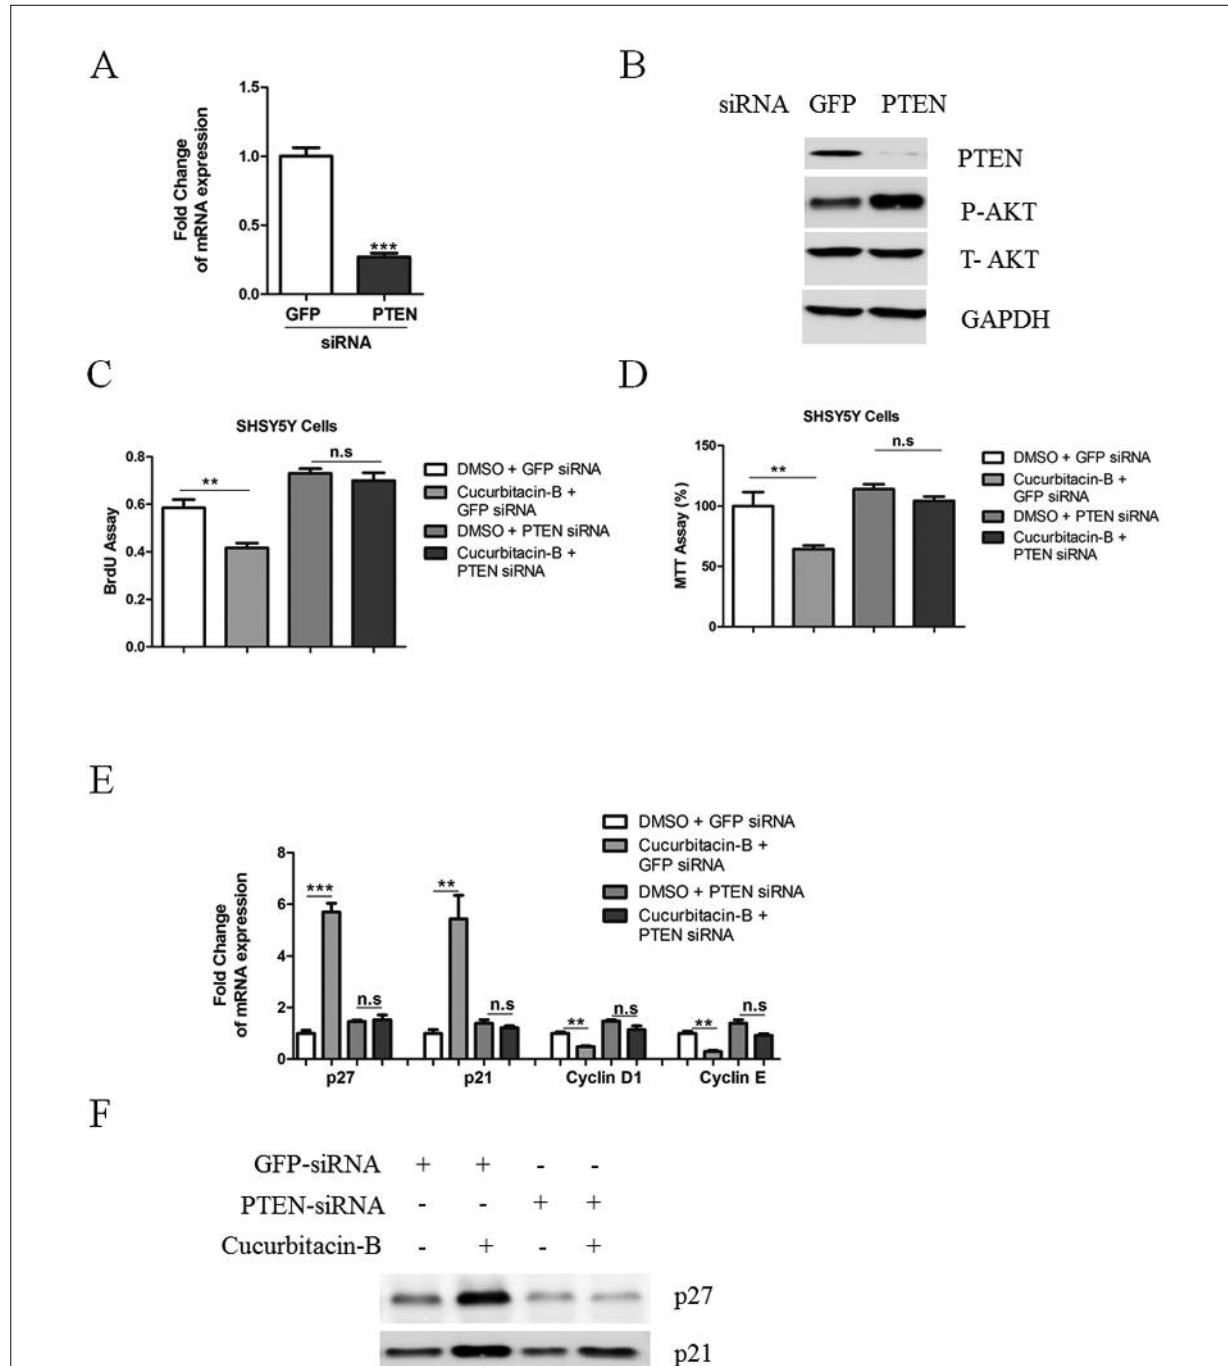 A
1.5
1.0
0.5
0.0
Fold Change
of mRNA expression
***
GFP PTEN
siRNA
B
siRNA GFP PTEN
PTEN
P-AKT
T- AKT
GAPDH
C
SHSY5Y Cells
0.8
0.6
0.4
0.2
0.0
BrdU Assay
**
n.s
DMSO + GFP siRNA
Cucurbitacin-B +
GFP siRNA
DMSO + PTEN siRNA
Cucurbitacin-B +
PTEN siRNA
D
SHSY5Y Cells
150
100
50
0
MTT Assay (%)
**
n.s
DMSO + GFP siRNA
Cucurbitacin-B +
GFP siRNA
DMSO + PTEN siRNA
Cucurbitacin-B +
PTEN siRNA
E
DMSO + GFP siRNA
Cucurbitacin-B +
GFP siRNA
DMSO + PTEN siRNA
Cucurbitacin-B +
PTEN siRNA
8
6
4
2
0
Fold Change
of mRNA expression
*** n.s ** n.s ** n.s ** n.s
p27 p21 Cyclin D1 Cyclin E
F
GFP-siRNA + + - -
PTEN-siRNA - - + +
Cucurbitacin-B - + - +
p27
p21